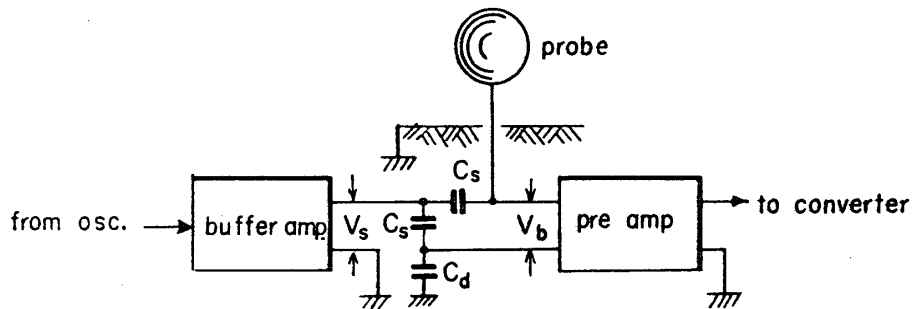 probe
C_s
from osc.
buffer amp.
V_s
C_s
C_d
V_b
pre amp
to converter